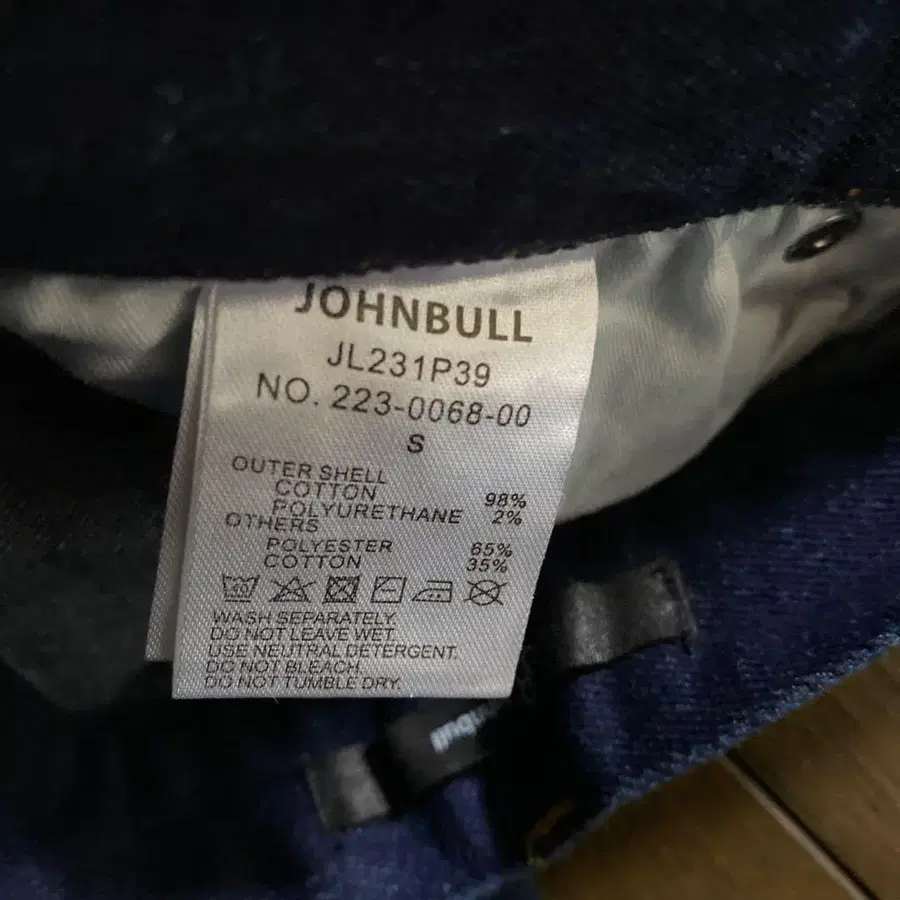 JOHNBULL
JL231P39
NO. 223-0068-00
S
OUTER SHELL
COTTON 98%
POLYURETHANE 2%
OTHERS
POLYESTER 65%
COTTON 35%
40
WASH SEPARATELY.
DO NOT LEAVE WET.
USE NEUTRAL DETERGENT.
DO NOT BLEACH.
DO NOT TUMBLE DRY.